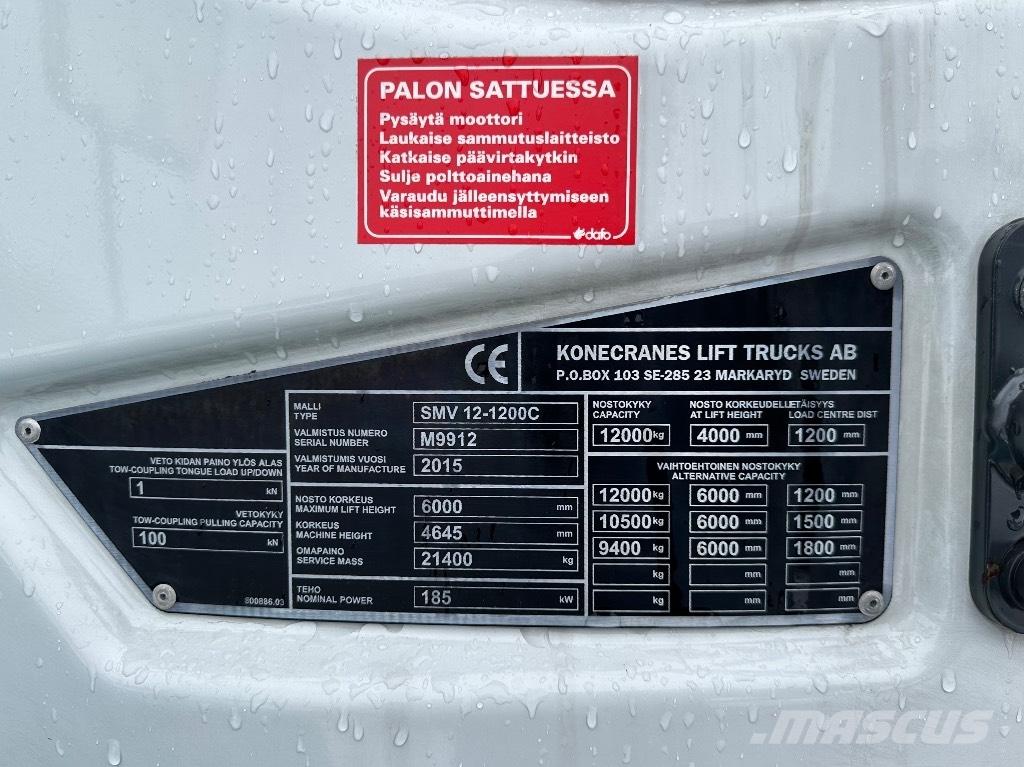 PALON SATTUESSA
Pysäytä moottori
Laukaise sammutuslaitteisto
Katkaise päävirtakytkin
Sulje polttoainehana
Varaudu jälleensyttymiseen
käsisammuttimella
dafo
CE
KONECRANES LIFT TRUCKS AB
P.O.BOX 103 SE-285 23 MARKARYD SWEDEN
VETO KIDAN PAINO YLÖS ALAS
TOW-COUPLING TONGUE LOAD UP/DOWN
1 kN
VETOKYKY
TOW-COUPLING PULLING CAPACITY
100 kN
800886.03
MALLI
TYPE
SMV 12-1200C
VALMISTUS NUMERO
SERIAL NUMBER
M9912
VALMISTUMIS VUOSI
YEAR OF MANUFACTURE
2015
NOSTO KORKEUS
MAXIMUM LIFT HEIGHT
6000 mm
KORKEUS
MACHINE HEIGHT
4645 mm
OMAPAINO
SERVICE MASS
21400 kg
TEHO
NOMINAL POWER
185 kW
NOSTOKYKY NOSTO KORKEUDELLE ETÄISYYS
CAPACITY AT LIFT HEIGHT LOAD CENTRE DIST
12000 kg 4000 mm 1200 mm
VAIHTOEHTOINEN NOSTOKYKY
ALTERNATIVE CAPACITY
12000 kg 6000 mm 1200 mm
10500 kg 6000 mm 1500 mm
9400 kg 6000 mm 1800 mm
kg mm mm
kg mm mm
MASCUS